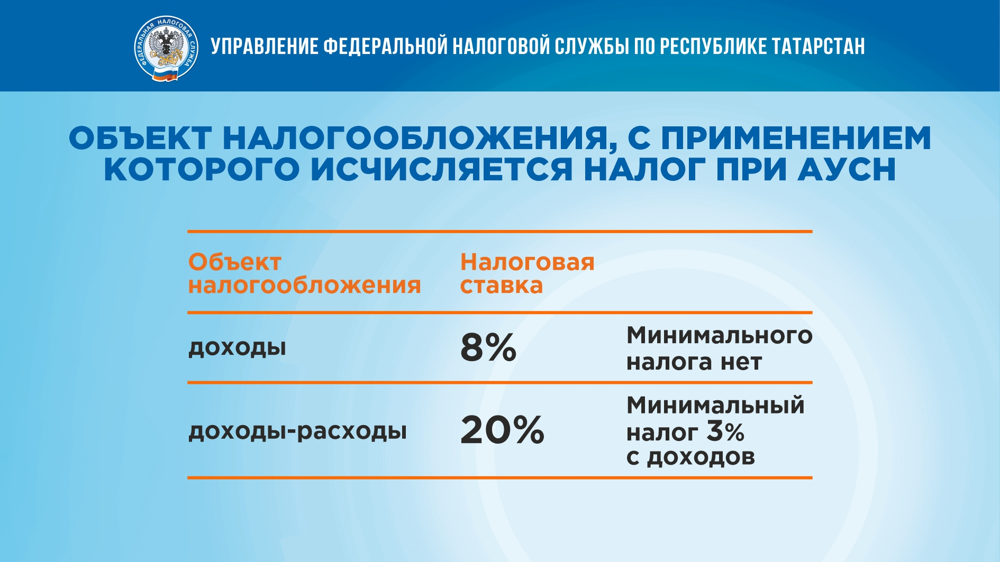 ФЕДЕРАЛЬНАЯ НАЛОГОВАЯ СЛУЖБА
УПРАВЛЕНИЕ ФЕДЕРАЛЬНОЙ НАЛОГОВОЙ СЛУЖБЫ ПО РЕСПУБЛИКЕ ТАТАРСТАН
ОБЪЕКТ НАЛОГООБЛОЖЕНИЯ, С ПРИМЕНЕНИЕМ
КОТОРОГО ИСЧИСЛЯЕТСЯ НАЛОГ ПРИ АУСН
Объект
налогообложения
Налоговая
ставка
доходы
8%
Минимального
налога нет
доходы-расходы
20%
Минимальный
налог 3%
с доходов